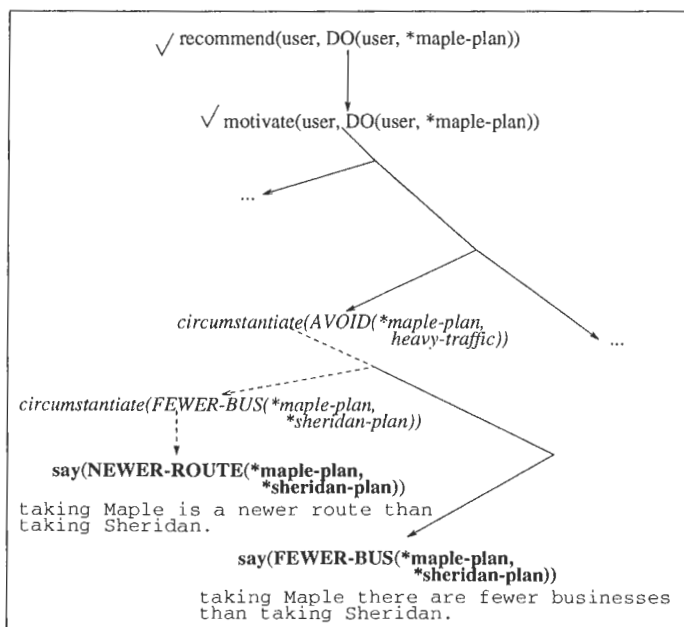 ✓ recommend(user, DO(user, *maple-plan))
✓ motivate(user, DO(user, *maple-plan))
...
circumstantiate(AVOID(*maple-plan,
heavy-traffic))
...
circumstantiate(FEWER-BUS(*maple-plan,
*sheridan-plan))
say(NEWER-ROUTE(*maple-plan,
*sheridan-plan))
taking Maple is a newer route than
taking Sheridan.
say(FEWER-BUS(*maple-plan,
*sheridan-plan))
taking Maple there are fewer businesses
than taking Sheridan.